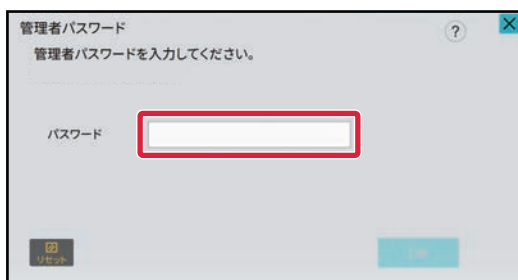 管理者パスワード
?
管理者パスワードを入力してください。
パスワード
リセット